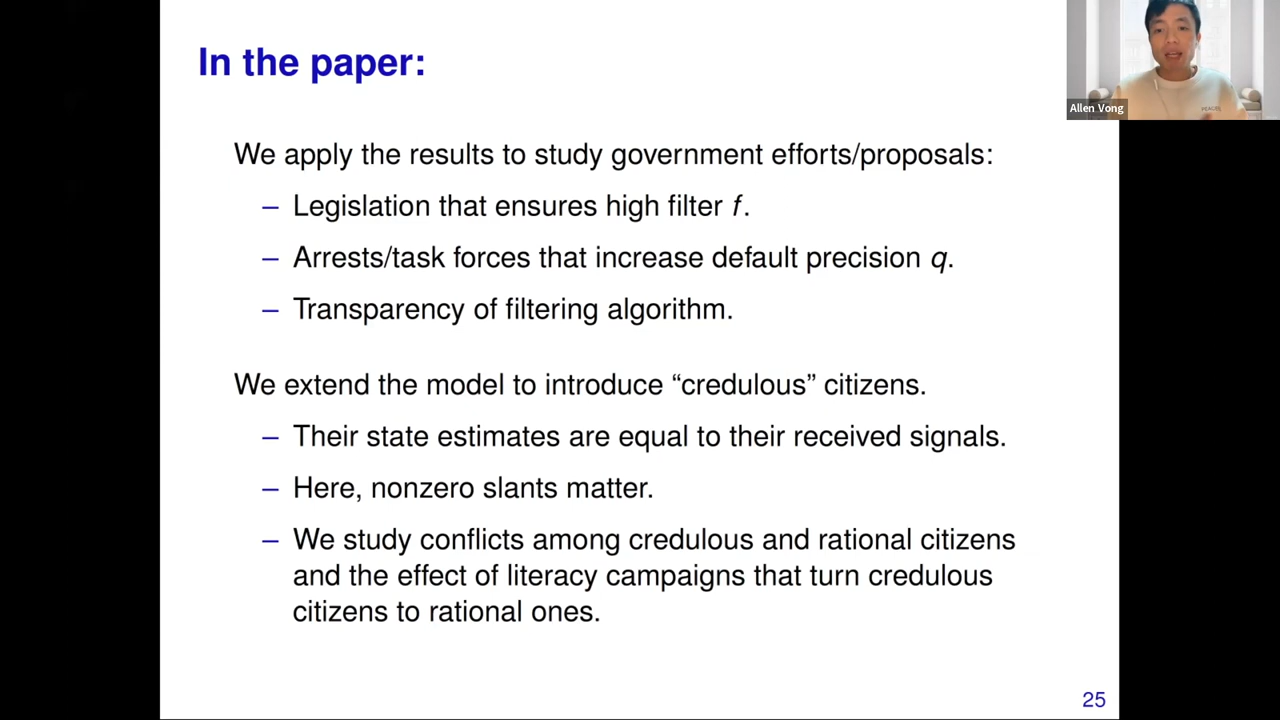 In the paper:
Allen Vong
We apply the results to study government efforts/proposals:
– Legislation that ensures high filter f.
– Arrests/task forces that increase default precision q.
– Transparency of filtering algorithm.
We extend the model to introduce “credulous” citizens.
– Their state estimates are equal to their received signals.
– Here, nonzero slants matter.
– We study conflicts among credulous and rational citizens
and the effect of literacy campaigns that turn credulous
citizens to rational ones.
25